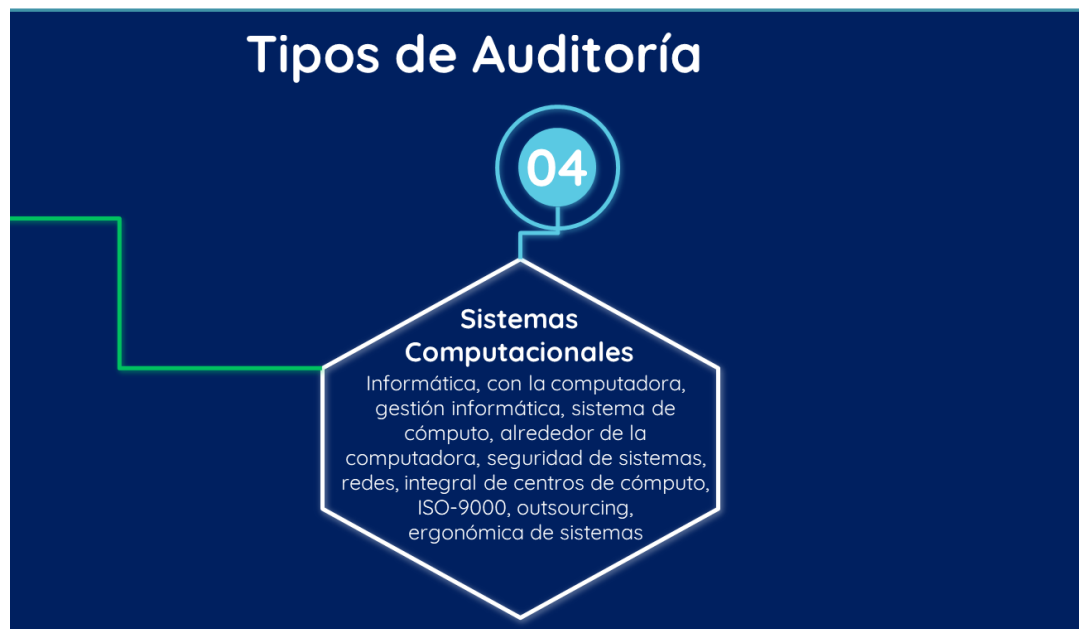 Tipos de Auditoría
04
Sistemas
Computacionales
Informática, con la computadora,
gestión informática, sistema de
cómputo, alrededor de la
computadora, seguridad de sistemas,
redes, integral de centros de cómputo,
ISO-9000, outsourcing,
ergonómica de sistemas